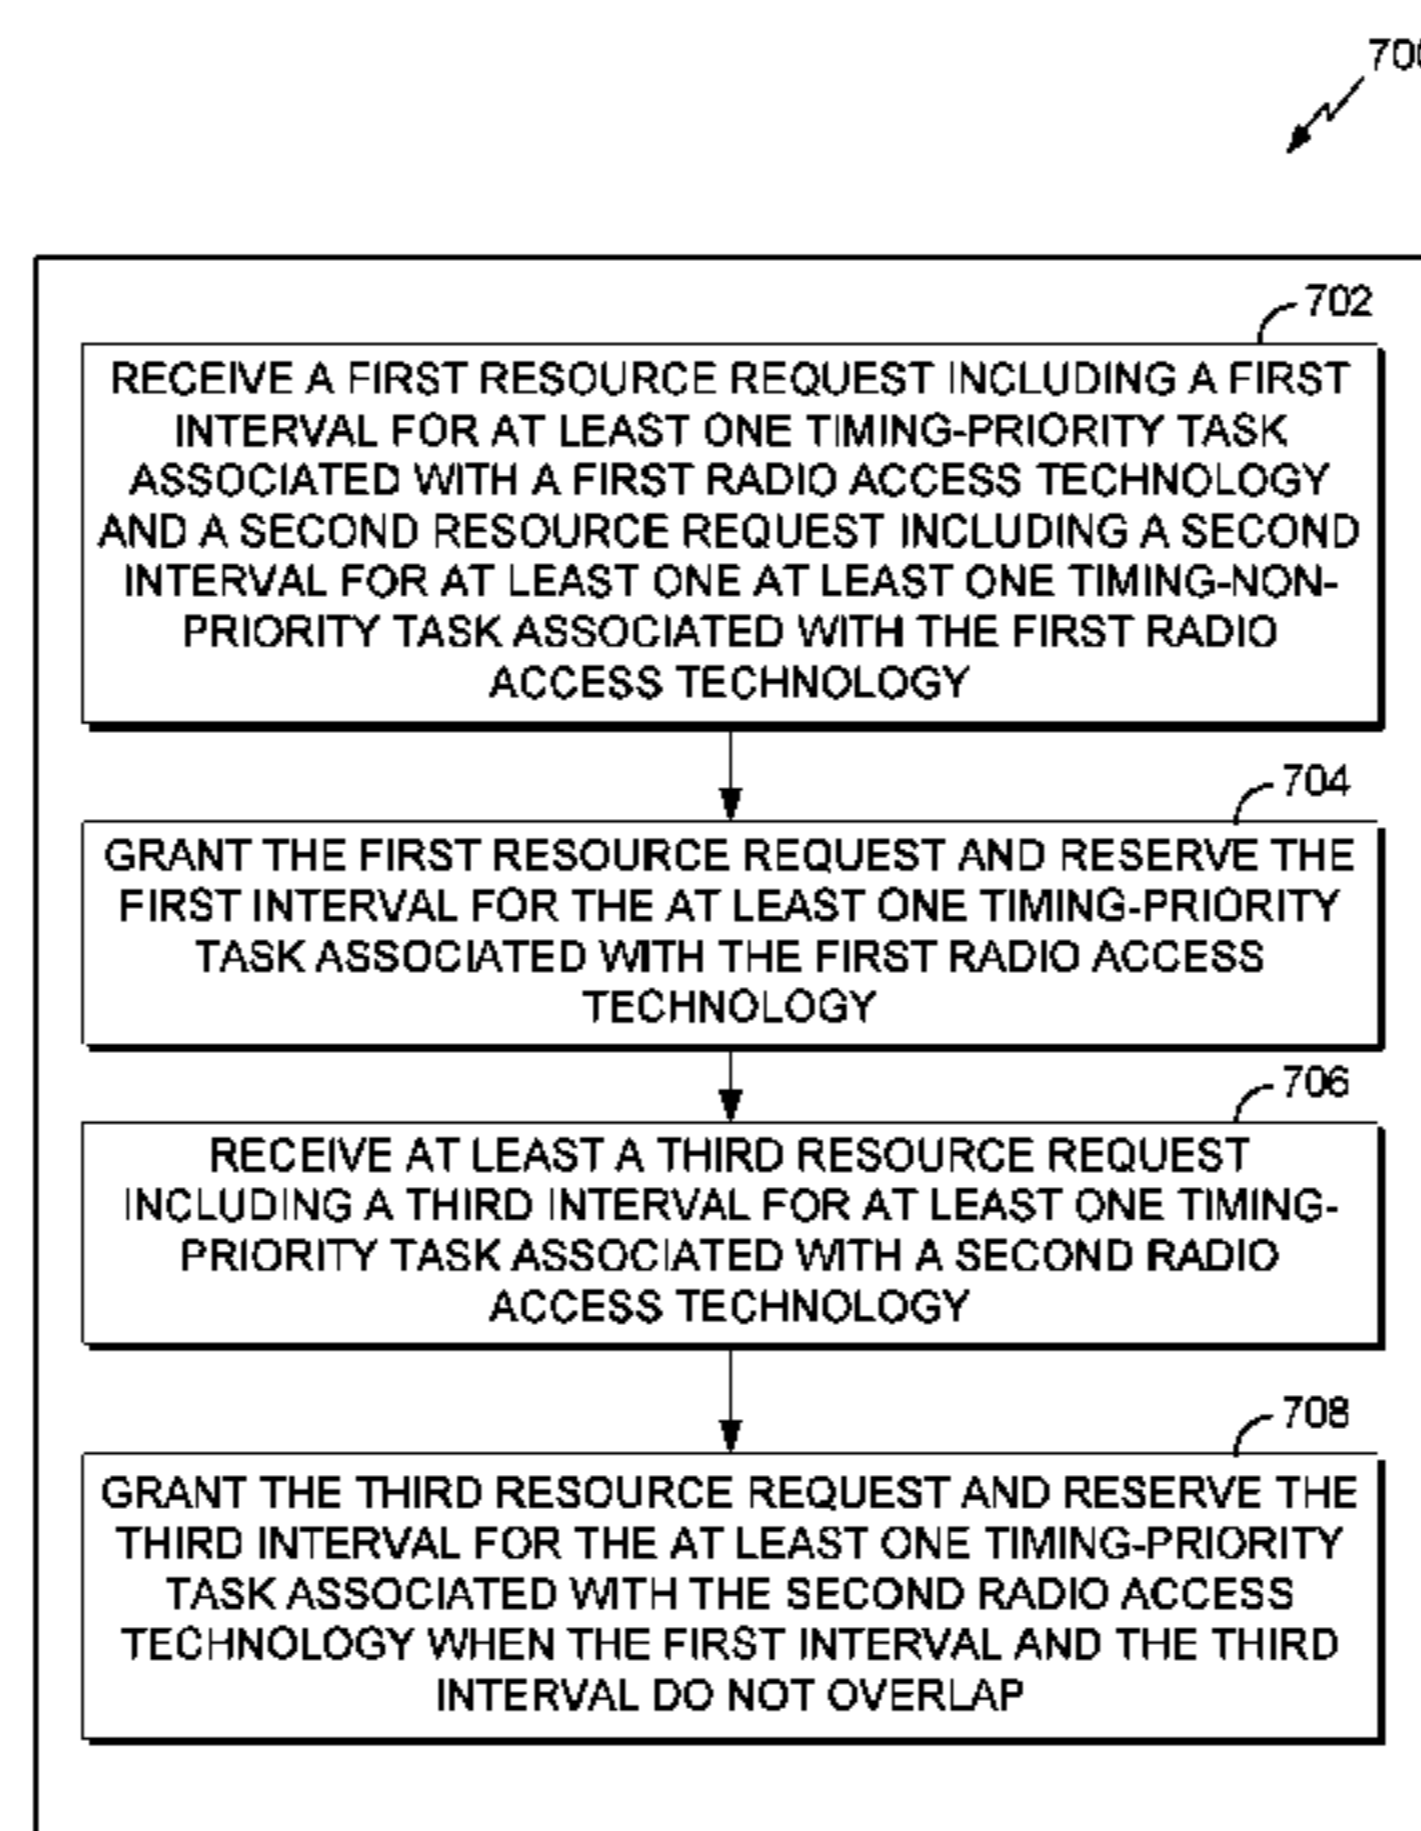 700
702
RECEIVE A FIRST RESOURCE REQUEST INCLUDING A FIRST
INTERVAL FOR AT LEAST ONE TIMING-PRIORITY TASK
ASSOCIATED WITH A FIRST RADIO ACCESS TECHNOLOGY
AND A SECOND RESOURCE REQUEST INCLUDING A SECOND
INTERVAL FOR AT LEAST ONE AT LEAST ONE TIMING-NON-
PRIORITY TASK ASSOCIATED WITH THE FIRST RADIO
ACCESS TECHNOLOGY
704
GRANT THE FIRST RESOURCE REQUEST AND RESERVE THE
FIRST INTERVAL FOR THE AT LEAST ONE TIMING-PRIORITY
TASK ASSOCIATED WITH THE FIRST RADIO ACCESS
TECHNOLOGY
706
RECEIVE AT LEAST A THIRD RESOURCE REQUEST
INCLUDING A THIRD INTERVAL FOR AT LEAST ONE TIMING-
PRIORITY TASK ASSOCIATED WITH A SECOND RADIO
ACCESS TECHNOLOGY
708
GRANT THE THIRD RESOURCE REQUEST AND RESERVE THE
THIRD INTERVAL FOR THE AT LEAST ONE TIMING-PRIORITY
TASK ASSOCIATED WITH THE SECOND RADIO ACCESS
TECHNOLOGY WHEN THE FIRST INTERVAL AND THE THIRD
INTERVAL DO NOT OVERLAP